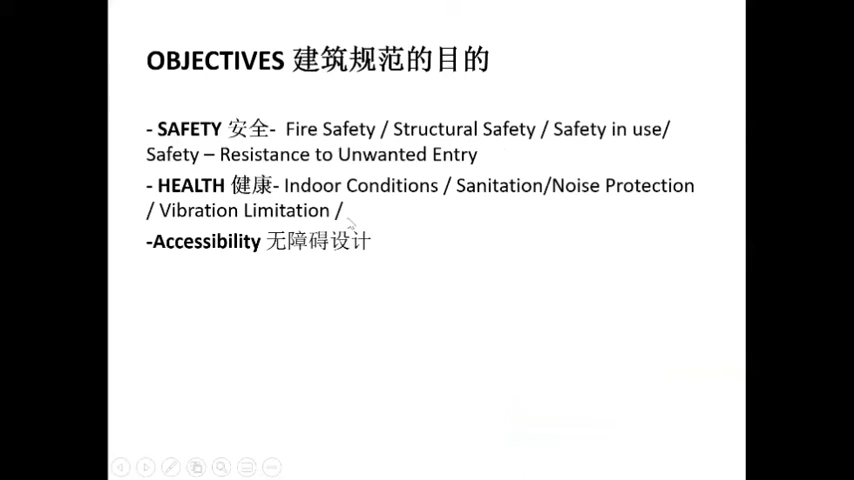 OBJECTIVES 建筑规范的目的
- SAFETY 安全- Fire Safety / Structural Safety / Safety in use/
Safety – Resistance to Unwanted Entry
- HEALTH 健康- Indoor Conditions / Sanitation/Noise Protection
/ Vibration Limitation /
-Accessibility 无障碍设计